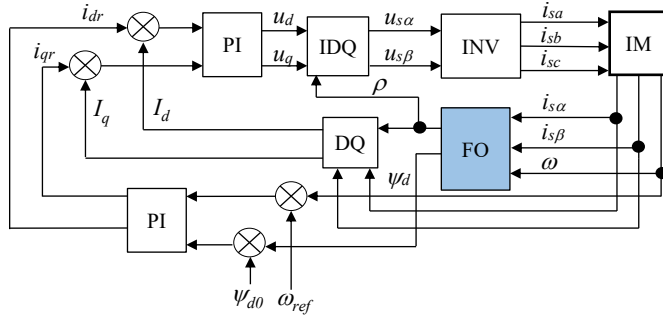 i_dr
u_d
u_sα
i_sa
i_qr
PI
IDQ
INV
i_sb
IM
u_q
u_sβ
i_sc
ρ
I_q
I_d
i_sα
DQ
FO
i_sβ
ψ_d
ω
PI
ψ_d0
ω_ref